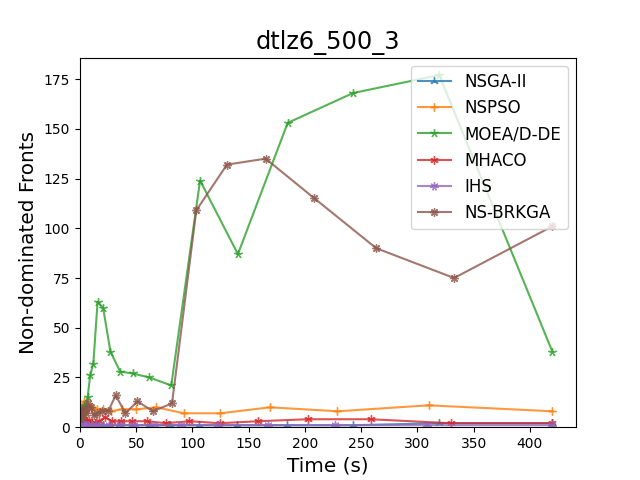 dtlz6_500_3
Non-dominated Fronts
175
150
125
100
75
50
25
0
0 50 100 150 200 250 300 350 400
Time (s)
NSGA-II
NSPSO
MOEA/D-DE
MHACO
IHS
NS-BRKGA